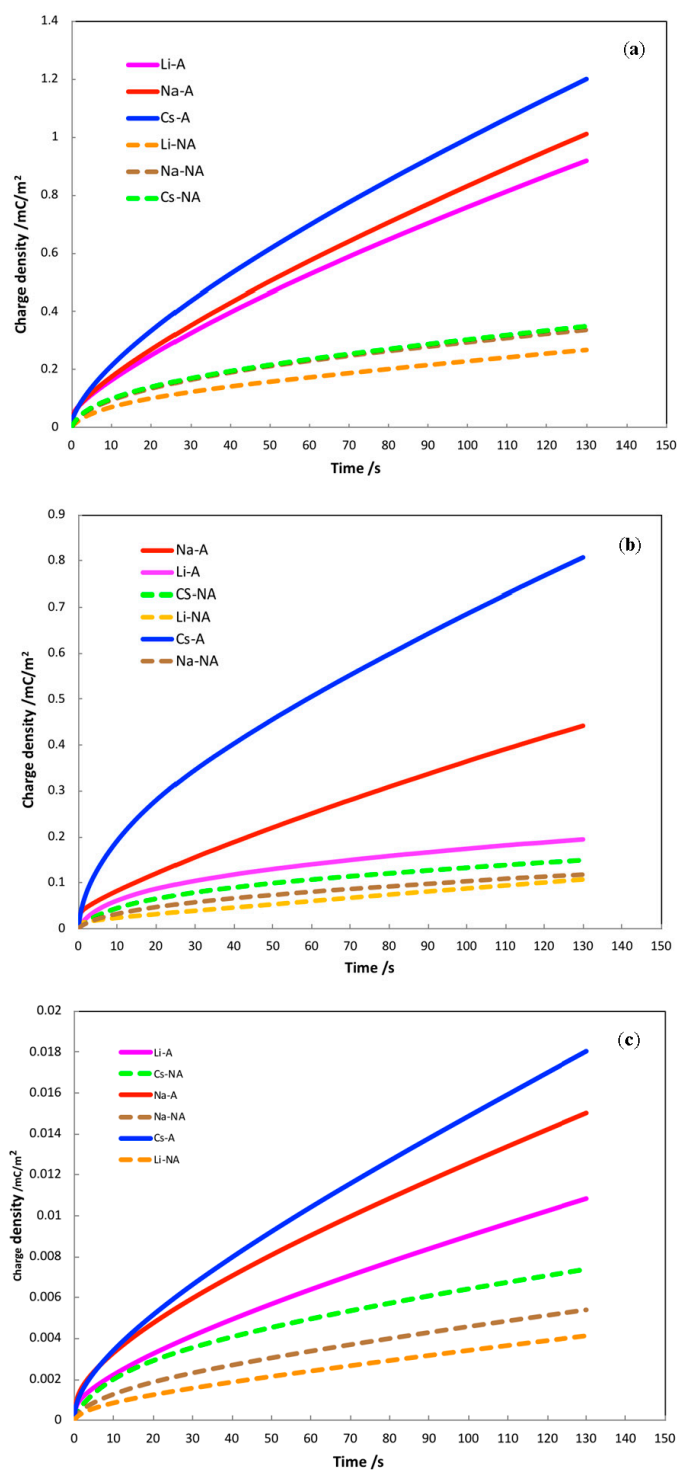 (a)
Li-A
Na-A
Cs-A
Li-NA
Na-NA
Cs-NA
Charge density /mC/m²
1.4
1.2
1
0.8
0.6
0.4
0.2
0
0 10 20 30 40 50 60 70 80 90 100 110 120 130 140 150
Time /s
(b)
Na-A
Li-A
CS-NA
Li-NA
Cs-A
Na-NA
Charge density /mC/m²
0.9
0.8
0.7
0.6
0.5
0.4
0.3
0.2
0.1
0
0 10 20 30 40 50 60 70 80 90 100 110 120 130 140 150
Time /s
(c)
Li-A
Cs-NA
Na-A
Na-NA
Cs-A
Li-NA
Charge density /mC/m²
0.02
0.018
0.016
0.014
0.012
0.01
0.008
0.006
0.004
0.002
0
0 10 20 30 40 50 60 70 80 90 100 110 120 130 140 150
Time /s